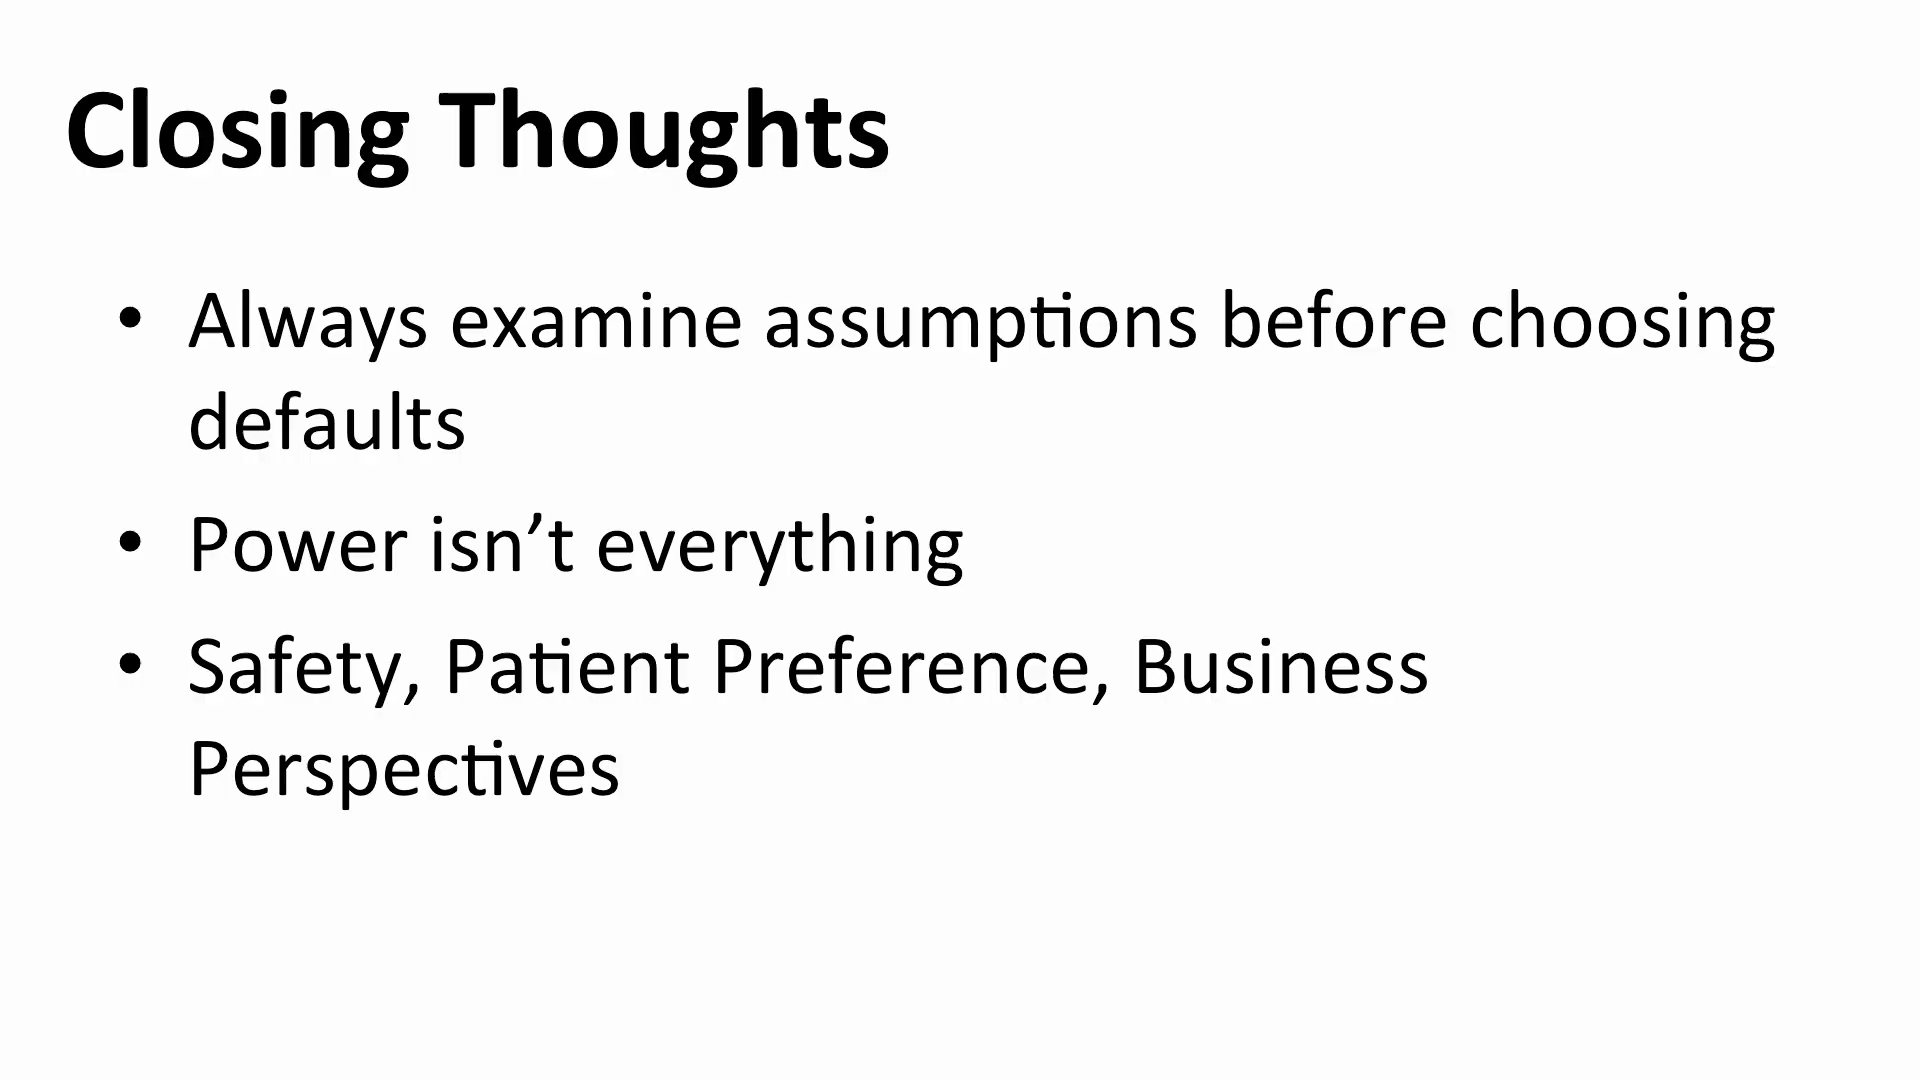 Closing Thoughts
• Always examine assumptions before choosing
defaults
• Power isn’t everything
• Safety, Patient Preference, Business
Perspectives